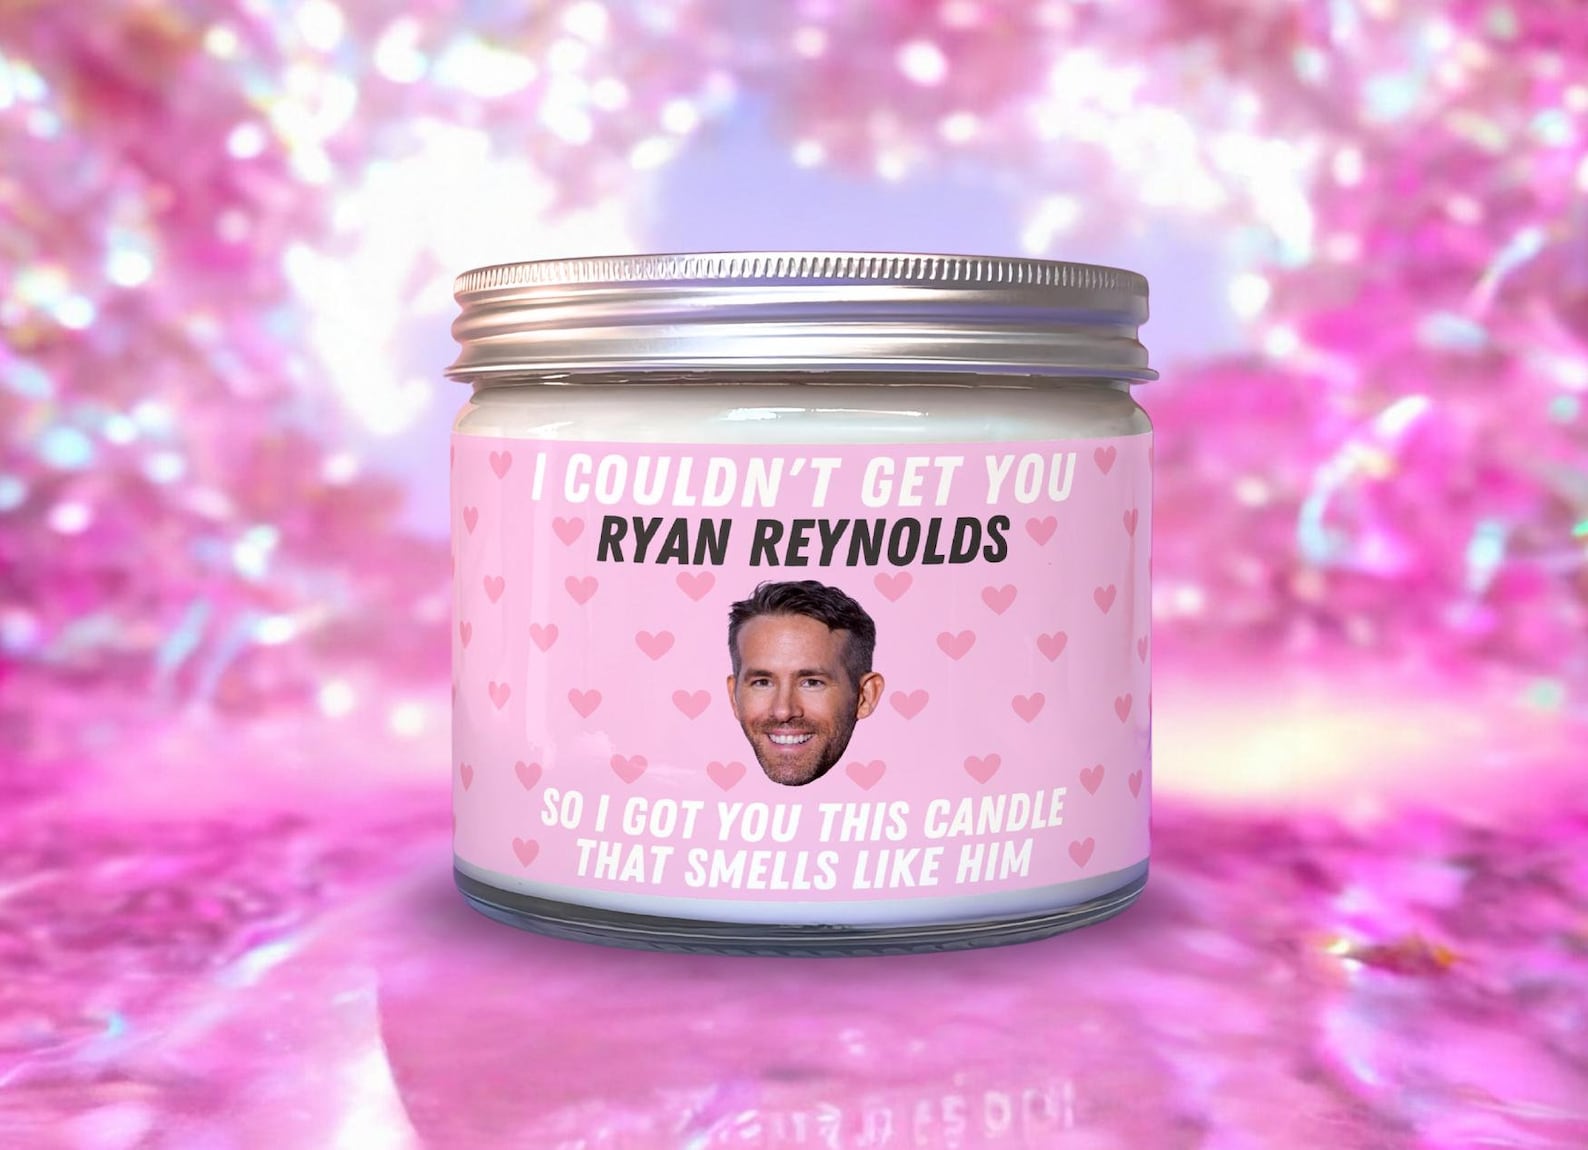 I COULDN'T GET YOU
RYAN REYNOLDS
SO I GOT YOU THIS CANDLE
THAT SMELLS LIKE HIM